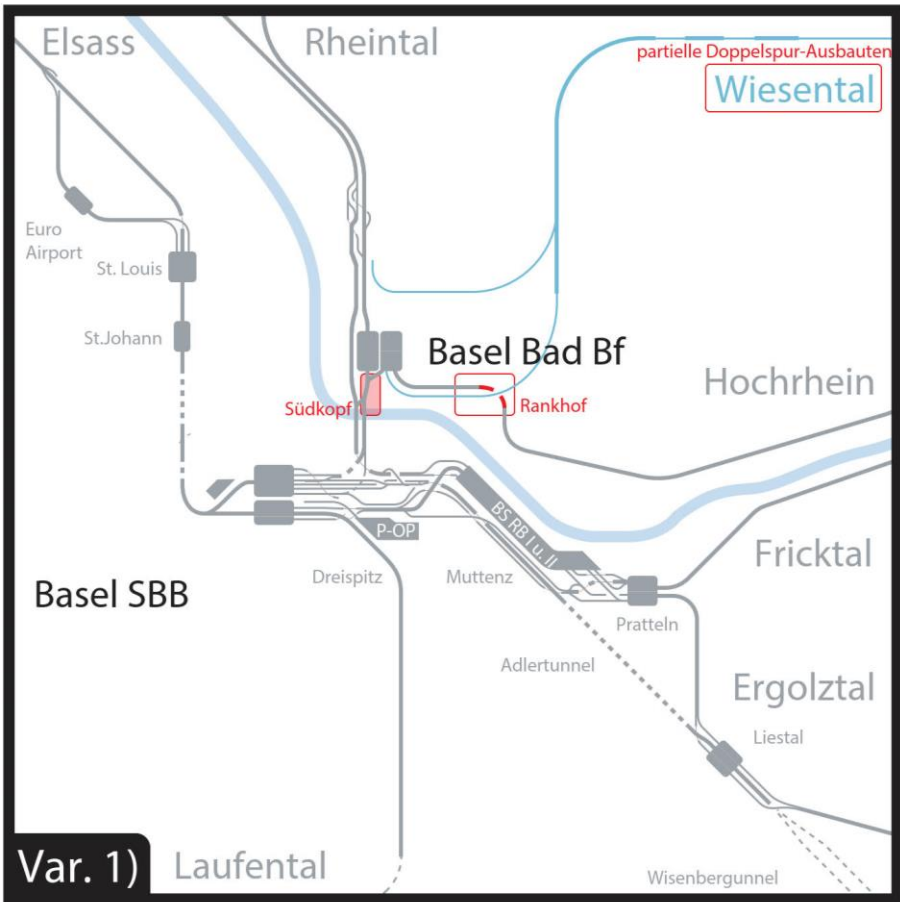 Elsass
Rheintal
partielle Doppelspur-Ausbauten
Wiesental
Euro
Airport
St. Louis
St.Johann
Basel Bad Bf
Hochrhein
Südkopf
Rankhof
P-OP
BS RB I u. II
Fricktal
Dreispitz
Muttenz
Basel SBB
Pratteln
Adlertunnel
Ergolztal
Liestal
Var. 1)
Laufental
Wisenbergunnel